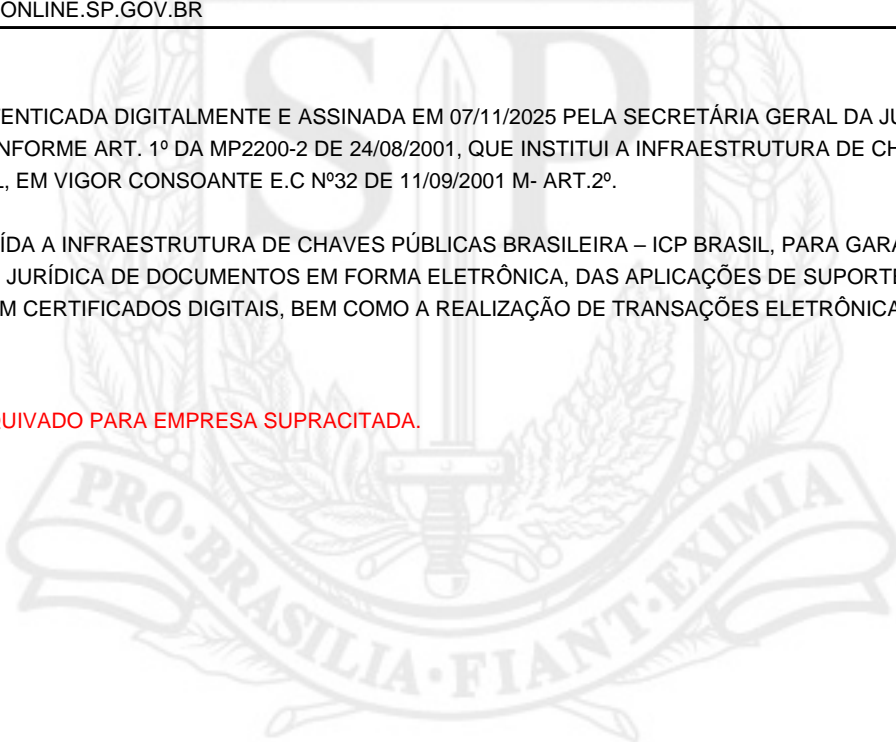 ONLINE.SP.GOV.BR
ENTICADA DIGITALMENTE E ASSINADA EM 07/11/2025 PELA SECRETÁRIA GERAL DA JU
NFORME ART. 1º DA MP2200-2 DE 24/08/2001, QUE INSTITUI A INFRAESTRUTURA DE CH
L, EM VIGOR CONSOANTE E.C Nº32 DE 11/09/2001 M- ART.2º.
ÍDA A INFRAESTRUTURA DE CHAVES PÚBLICAS BRASILEIRA – ICP BRASIL, PARA GARA
JURÍDICA DE DOCUMENTOS EM FORMA ELETRÔNICA, DAS APLICAÇÕES DE SUPORTE
M CERTIFICADOS DIGITAIS, BEM COMO A REALIZAÇÃO DE TRANSAÇÕES ELETRÔNICA
QUIVADO PARA EMPRESA SUPRACITADA.
SP
PRO·BRASILIA·FIANT·EXIMIA